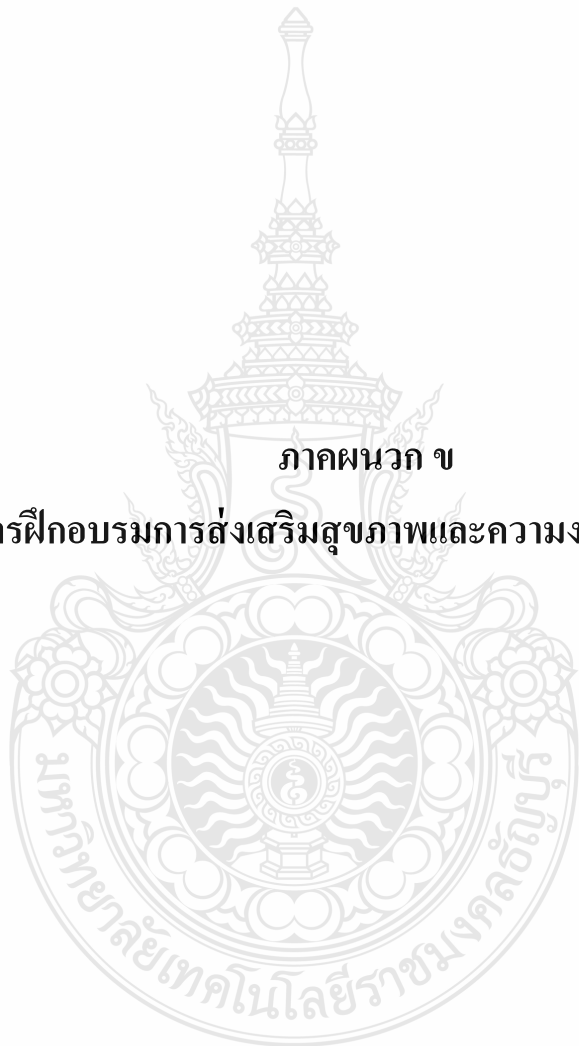 ภาคผนวก ข
รฝึกอบรมการส่งเสริมสุขภาพและความง
มหาวิทยาลัยเทคโนโลยีราชมงคลธัญบุรี